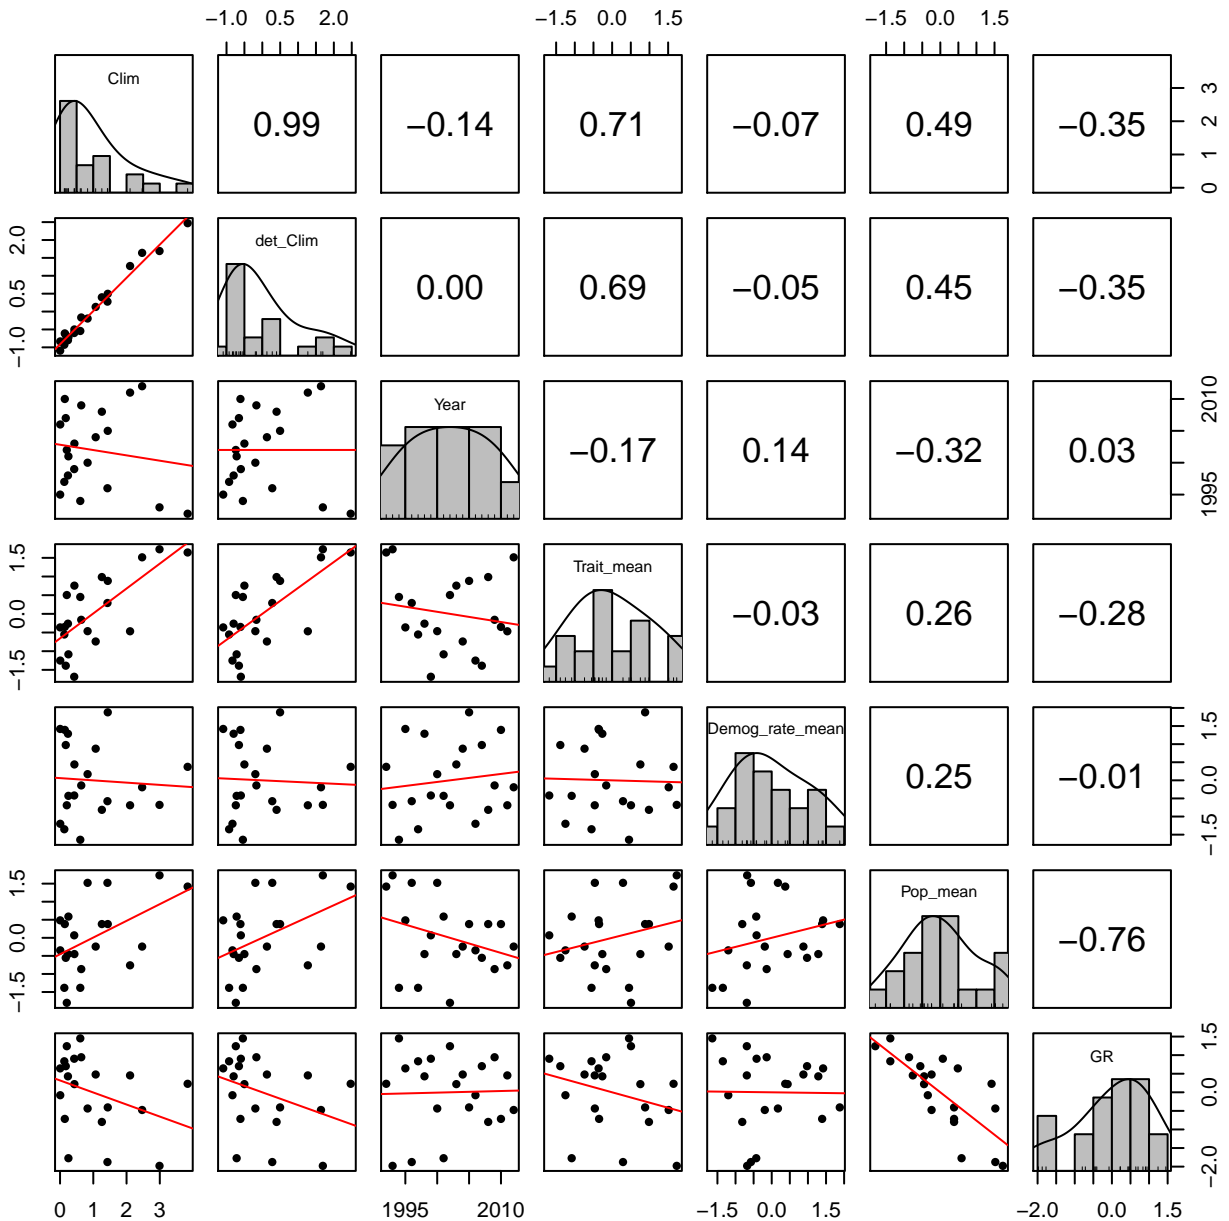 −1.0 0.5 2.0 −1.5 0.0 1.5 −1.5 0.0 1.5
Clim 0.99 −0.14 0.71 −0.07 0.49 −0.35 0 1 2 3
−1.0 0.5 2.0 det_Clim 0.00 0.69 −0.05 0.45 −0.35
Year −0.17 0.14 −0.32 0.03 1995 2010
−1.5 0.0 1.5 Trait_mean −0.03 0.26 −0.28
Demog_rate_mean 0.25 −0.01 −1.5 0.0 1.5
−1.5 0.0 1.5 Pop_mean −0.76
GR −2.0 0.0 1.5
0 1 2 3 1995 2010 −1.5 0.0 1.5 −2.0 0.0 1.5